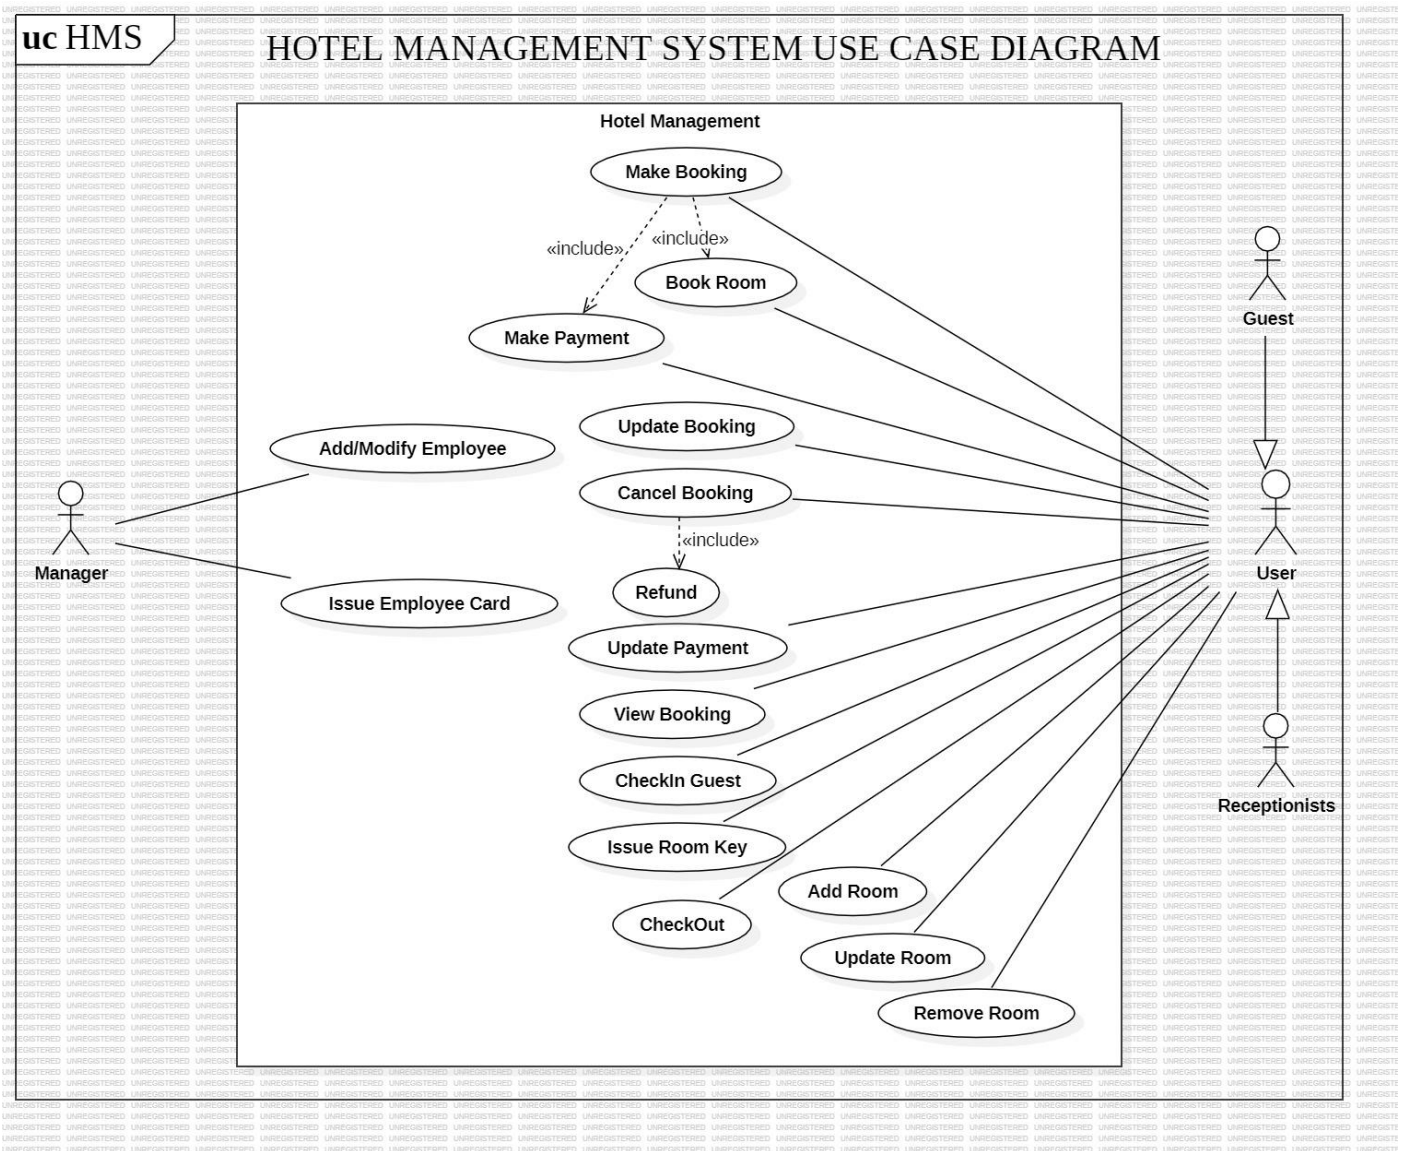 uc HMS
HOTEL MANAGEMENT SYSTEM USE CASE DIAGRAM
Hotel Management
Make Booking
«include»
«include»
Book Room
Make Payment
Guest
Update Booking
Add/Modify Employee
Cancel Booking
«include»
Manager
User
Refund
Issue Employee Card
Update Payment
View Booking
CheckIn Guest
Receptionists
Issue Room Key
Add Room
CheckOut
Update Room
Remove Room
UNREGISTERED